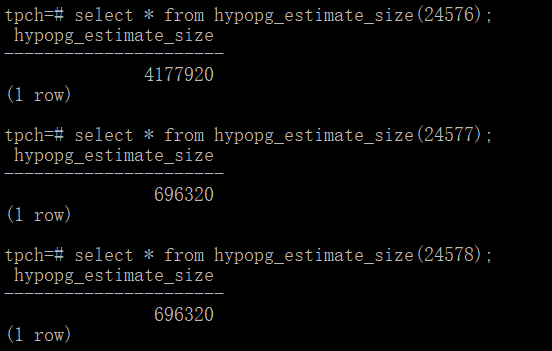 tpch=# select * from hypopg_estimate_size(24576);
 hypopg_estimate_size
----------------------
              4177920
(1 row)

tpch=# select * from hypopg_estimate_size(24577);
 hypopg_estimate_size
----------------------
               696320
(1 row)

tpch=# select * from hypopg_estimate_size(24578);
 hypopg_estimate_size
----------------------
               696320
(1 row)